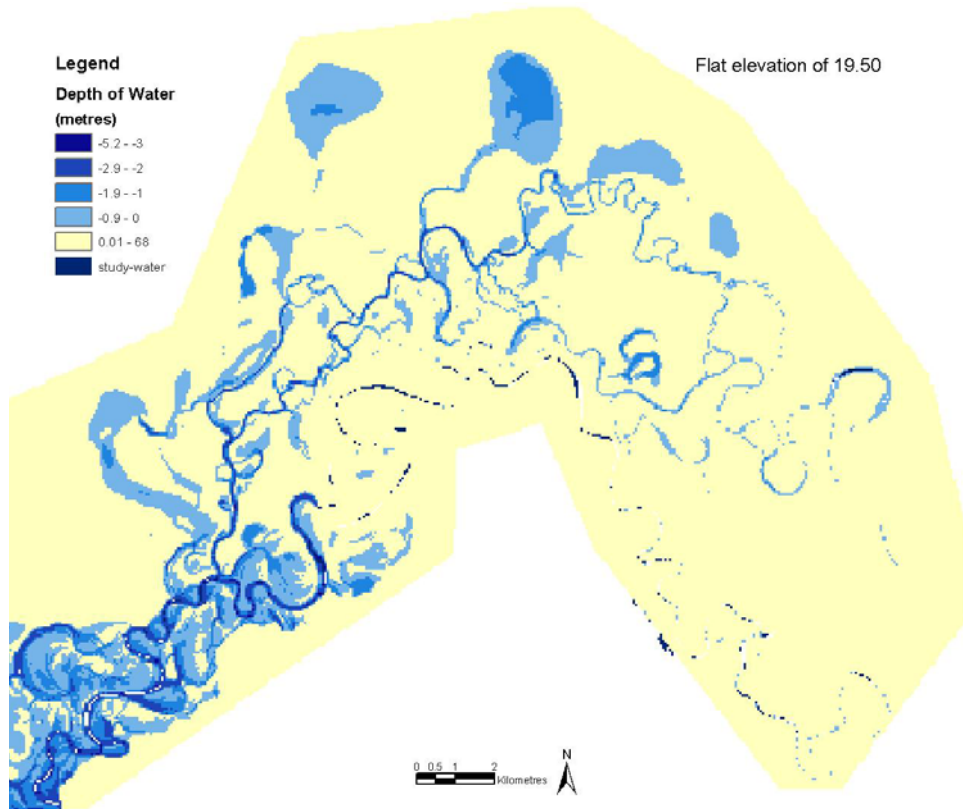 Legend
Depth of Water
(metres)
-5.2 - -3
-2.9 - -2
-1.9 - -1
-0.9 - 0
0.01 - 68
study-water
Flat elevation of 19.50
0 0.5 1 2
Kilometres
N